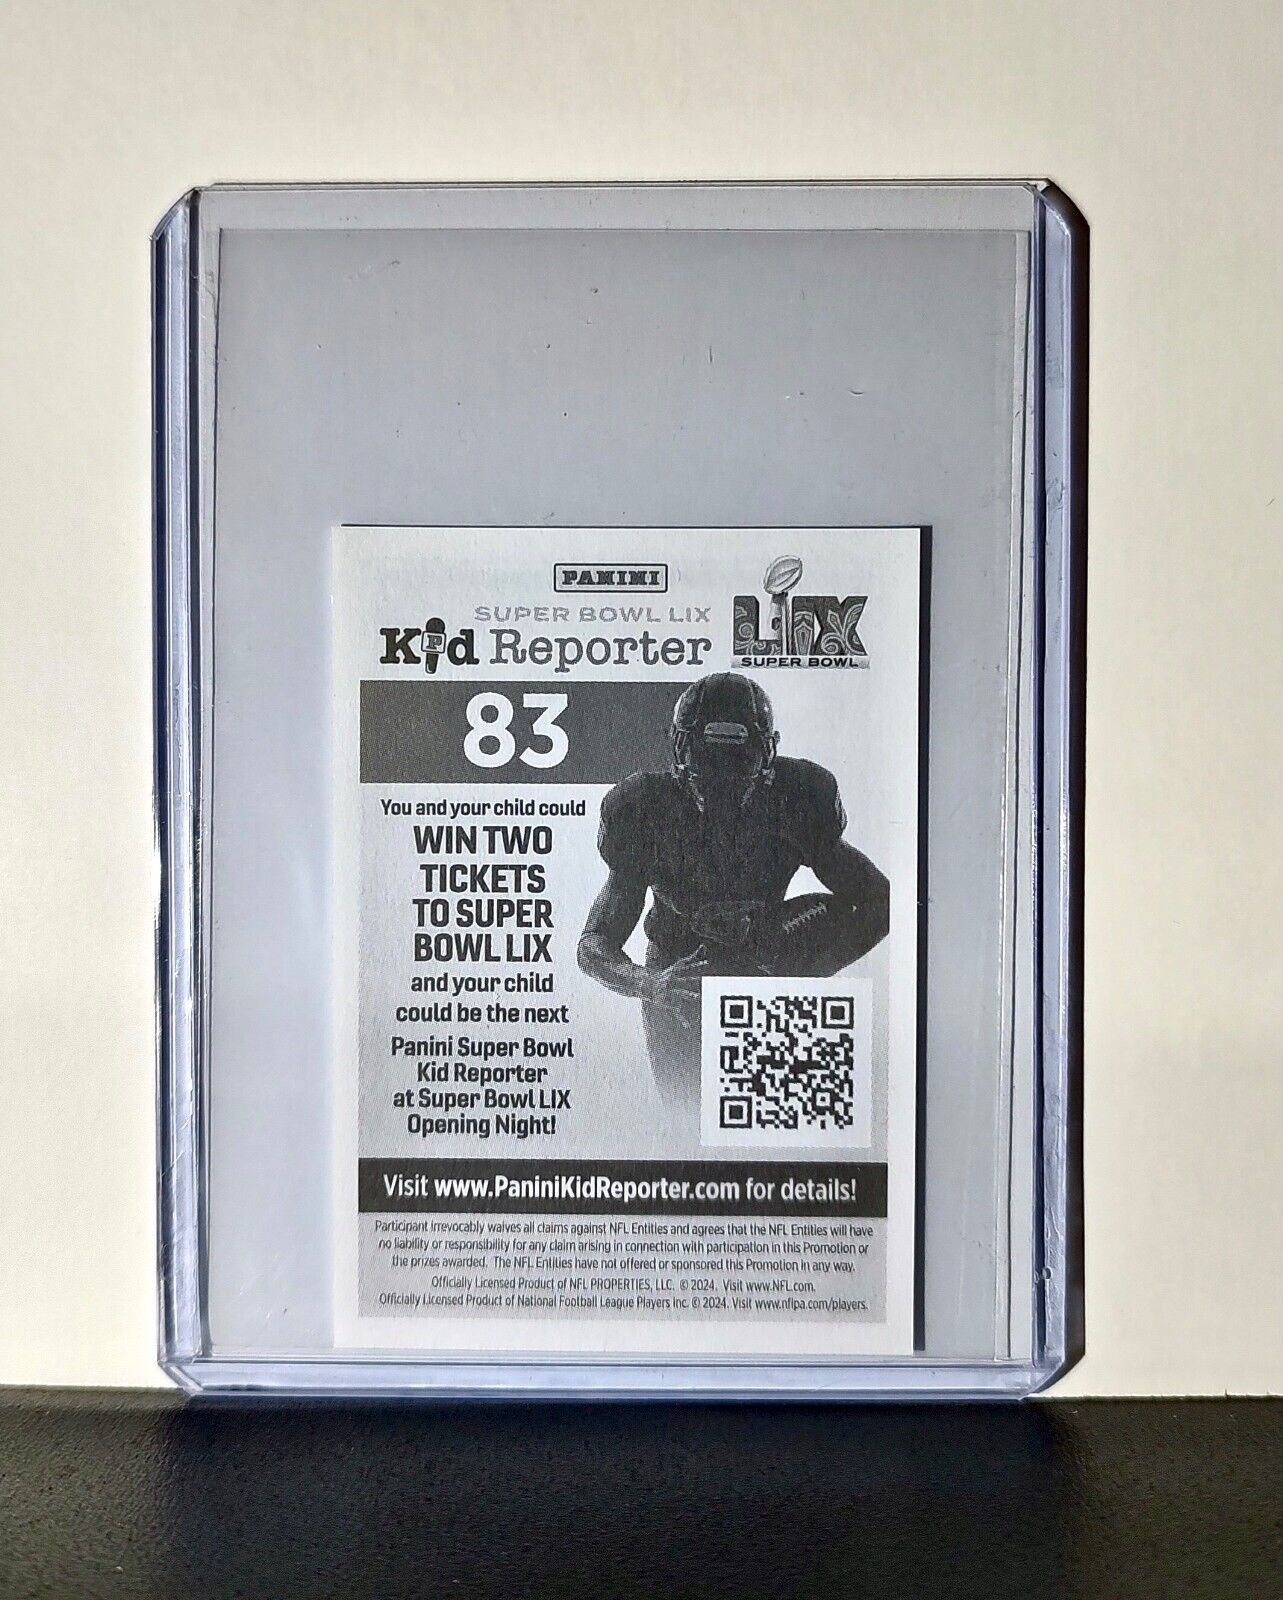 PANINI
SUPER BOWL LIX
Kid Reporter
P
LIX
SUPER BOWL
83
You and your child could
WIN TWO
TICKETS
TO SUPER
BOWL LIX
and your child
could be the next
Panini Super Bowl
Kid Reporter
at Super Bowl LIX
Opening Night!
Visit www.PaniniKidReporter.com for details!
Participant irrevocably waives all claims against NFL Entities and agrees that the NFL Entities will have
no liability or responsibility for any claim arising in connection with participation in this Promotion or
the prizes awarded. The NFL Entities have not offered or sponsored this Promotion in any way.
Officially Licensed Product of NFL PROPERTIES, LLC. © 2024. Visit www.NFL.com.
Officially Licensed Product of National Football League Players Inc. © 2024. Visit www.nflpa.com/players.